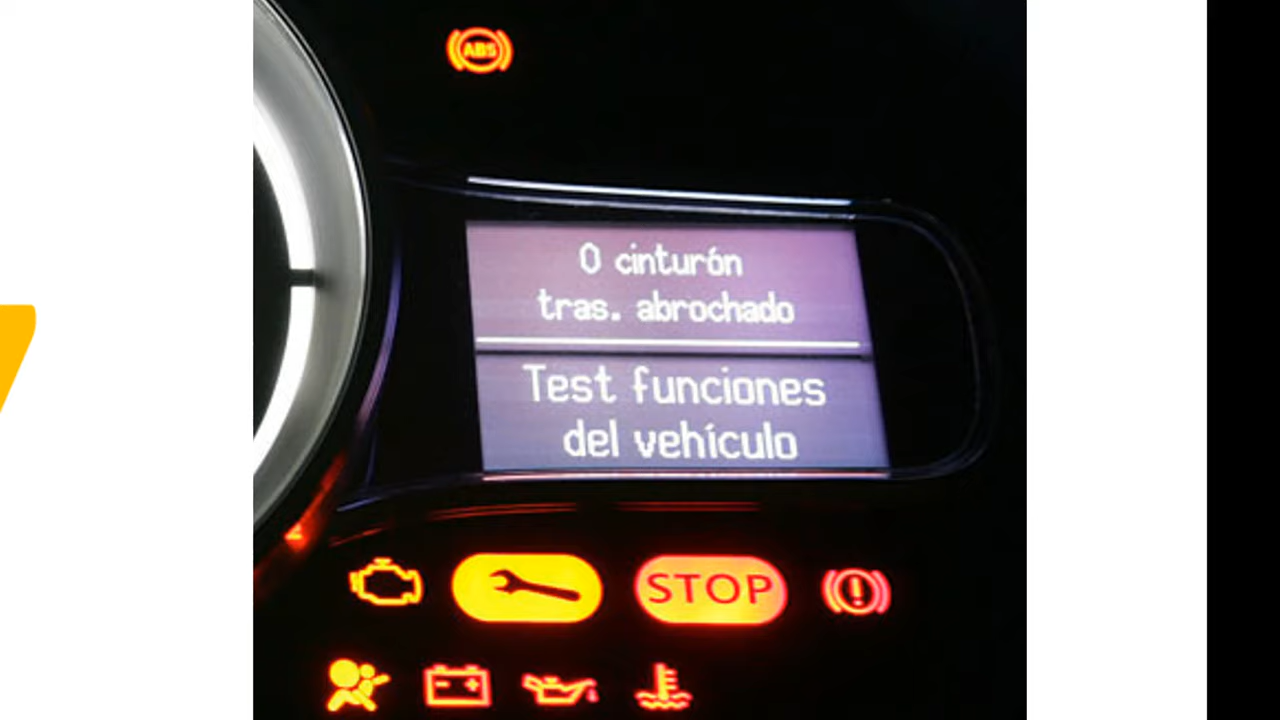 ABS
0 cinturón
tras. abrochado
Test funciones
del vehículo
STOP